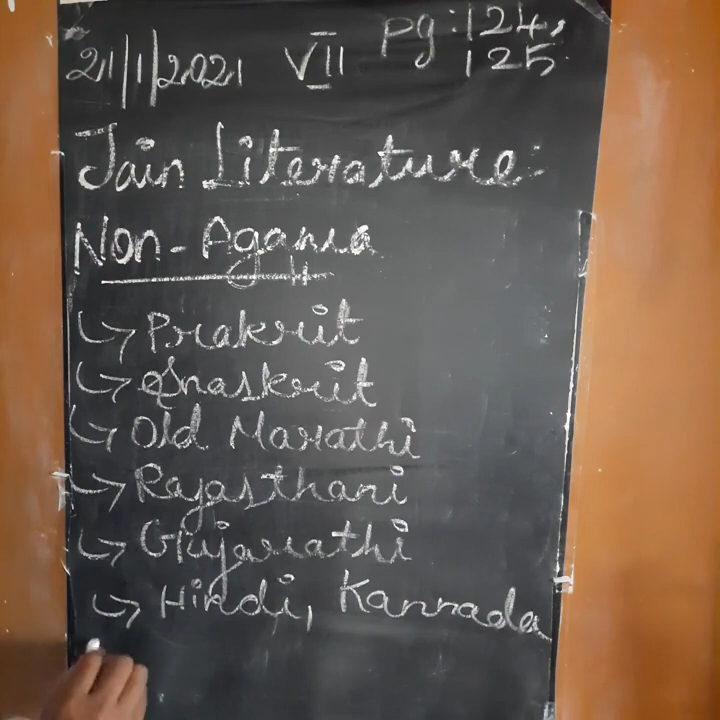 21/1/2021 VII pg: 124,
125
Jain Literature:
Non-Agama
↪ Prakrit
↪ Snaskrit
↪ Old Marathi
↪ Rajasthani
↪ Gujarathi
↪ Hindi, Kannada